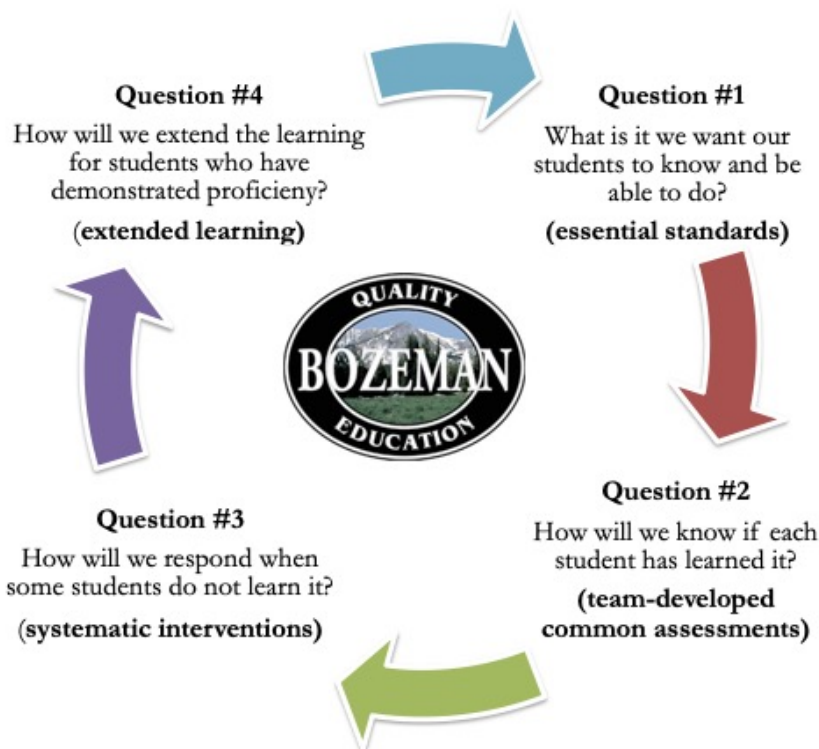 Question #4
How will we extend the learning
for students who have
demonstrated proficieny?
(extended learning)
Question #1
What is it we want our
students to know and be
able to do?
(essential standards)
QUALITY
BOZEMAN
EDUCATION
Question #3
How will we respond when
some students do not learn it?
(systematic interventions)
Question #2
How will we know if each
student has learned it?
(team-developed
common assessments)